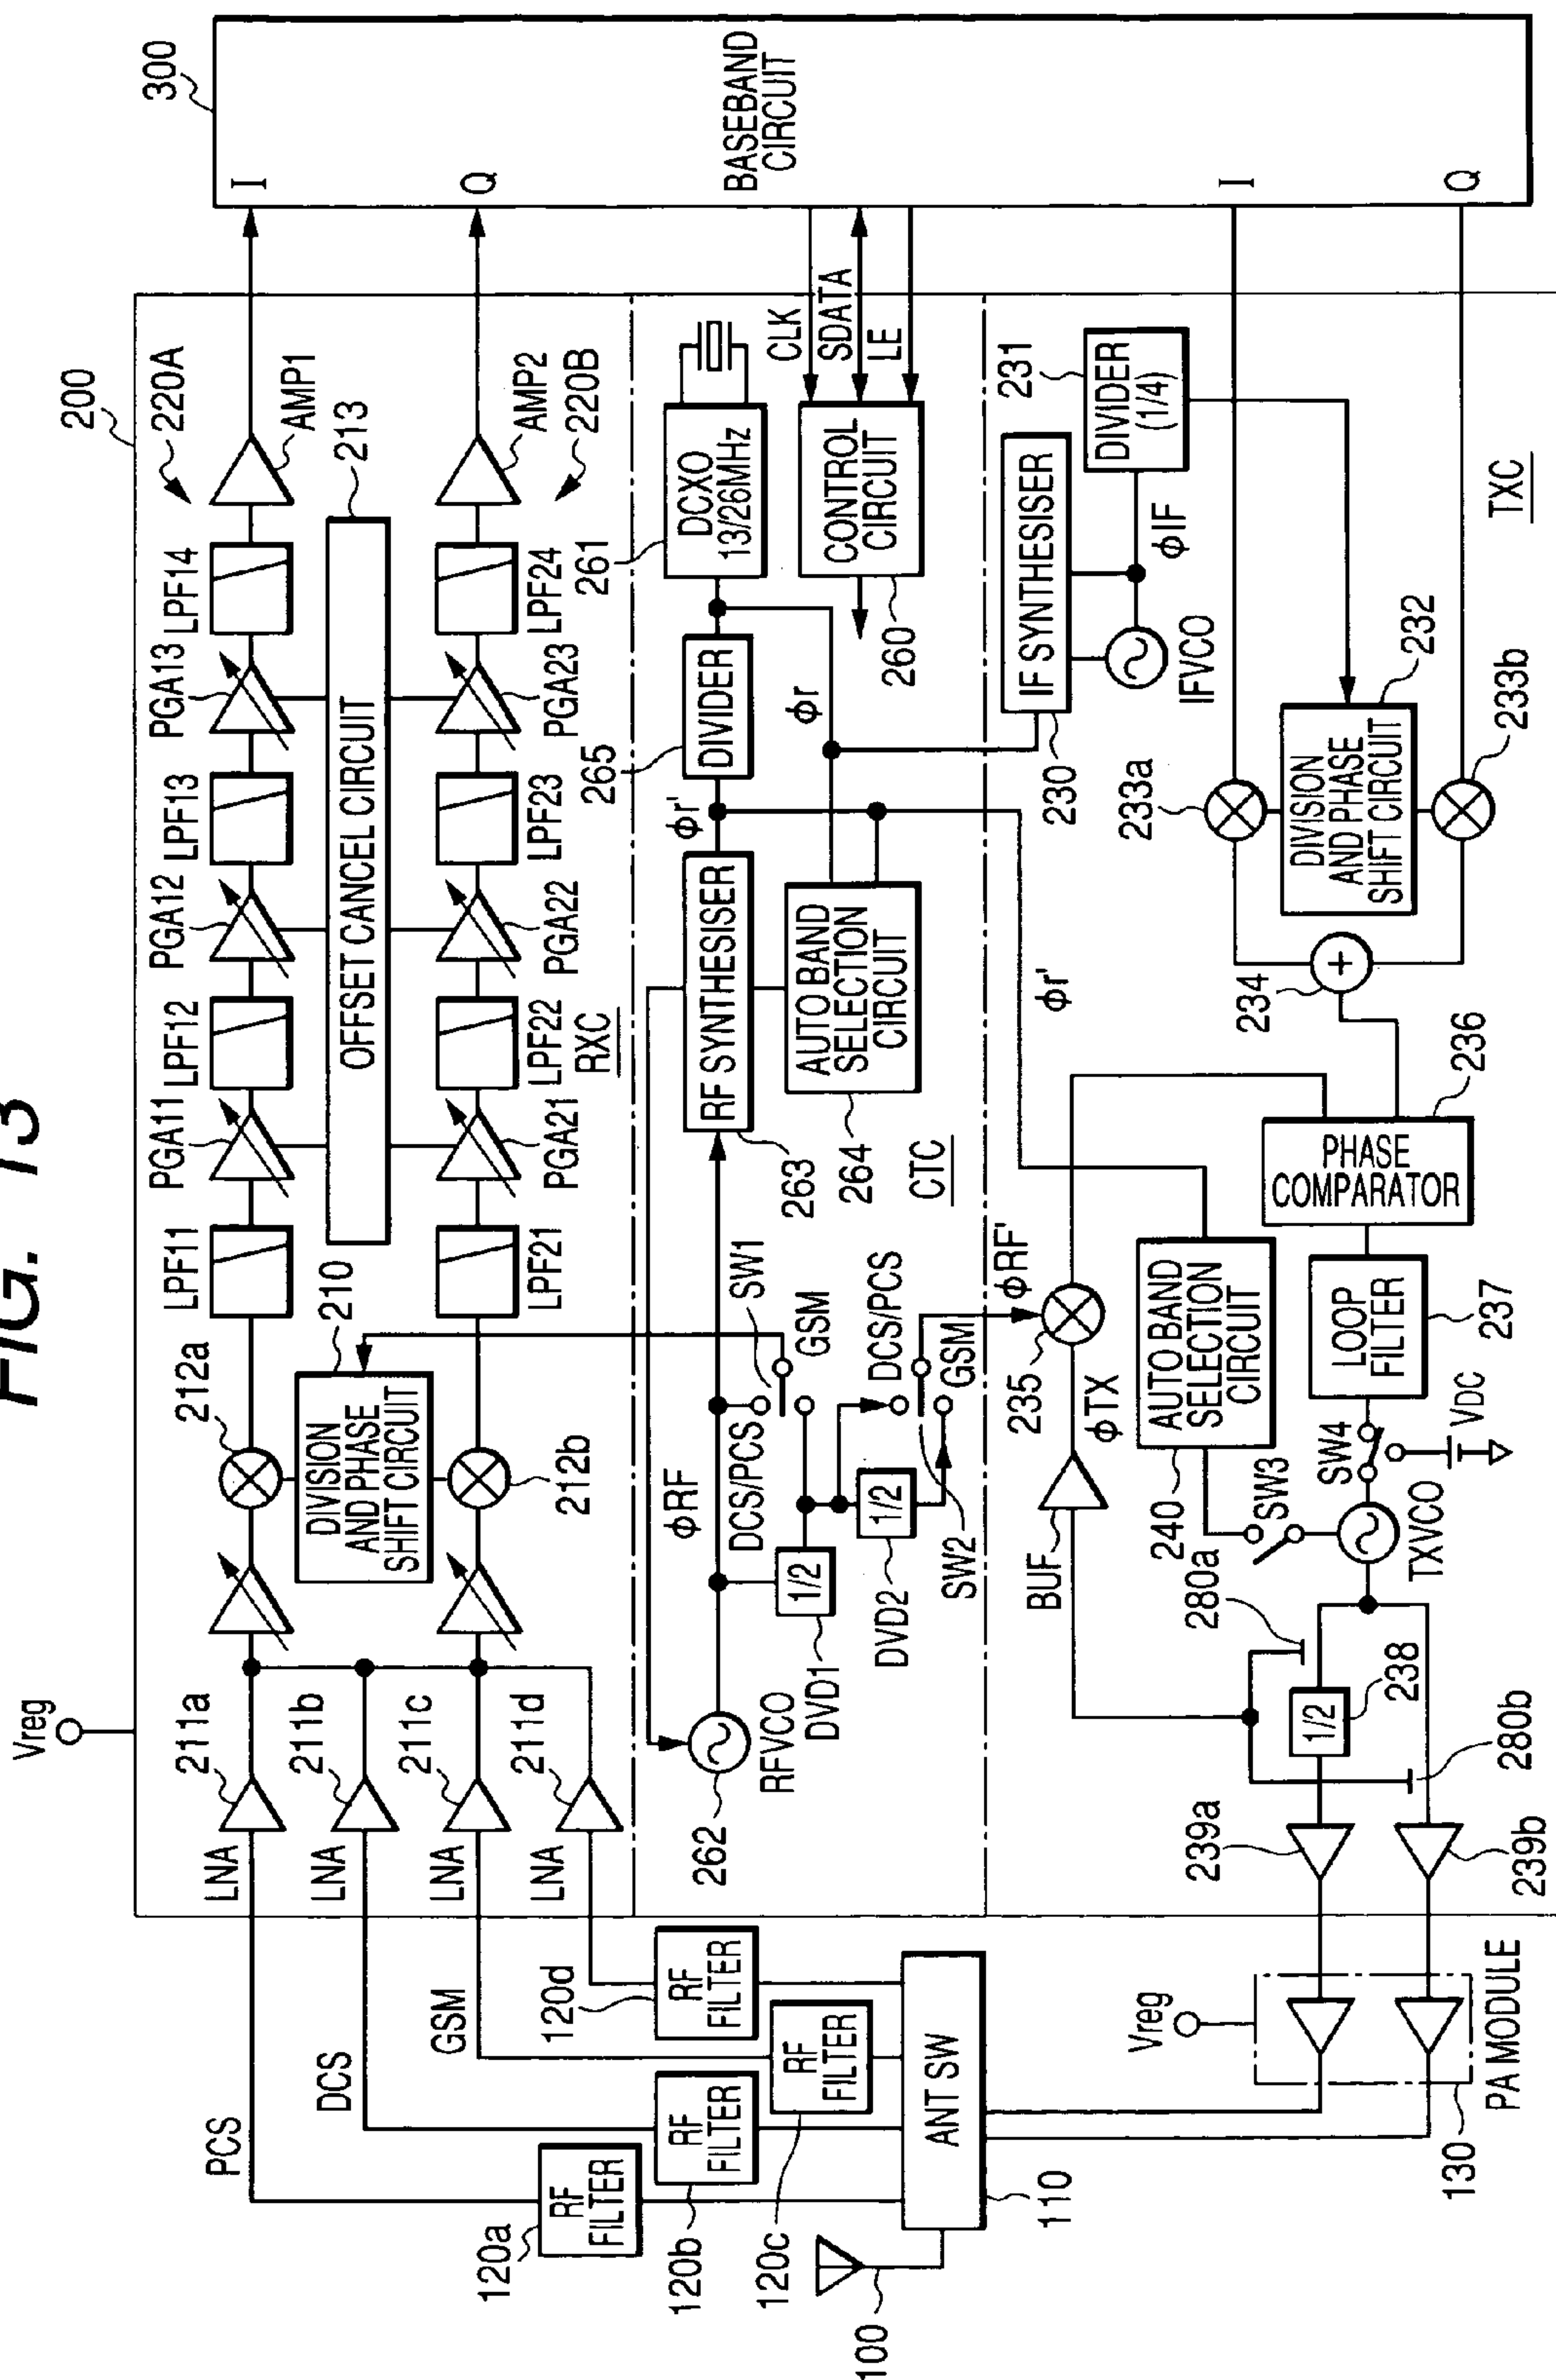 FIG. 13
Vreg
200
300
220A
LNA
211a
LNA
211b
LNA
211c
LNA
211d
212a
212b
210
DIVISION
AND PHASE
SHIFT CIRCUIT
LPF11
PGA11
LPF12
PGA12
LPF13
PGA13
LPF14
AMP1
213
OFFSET CANCEL CIRCUIT
LPF21
PGA21
LPF22
PGA22
LPF23
PGA23
LPF24
AMP2
220B
RXC
I
Q
BASEBAND
CIRCUIT
I
Q
PCS
DCS
GSM
120a
RF
FILTER
120b
RF
FILTER
120c
RF
FILTER
120d
RF
FILTER
ANT SW
110
100
262
RFVCO
ϕRF
DVD1
1/2
DVD2
1/2
DCS/PCS
SW1
GSM
DCS/PCS
GSM
SW2
263
RF SYNTHESISER
ϕr'
265
DIVIDER
261
DCXO
13/26MHz
264
AUTO BAND
SELECTION
CIRCUIT
CTC
ϕr
260
CONTROL
CIRCUIT
CLK
SDATA
LE
230
IF SYNTHESISER
IFVCO
ϕIF
231
DIVIDER
(1/4)
ϕRF'
235
ϕTX
BUF
ϕr'
240
AUTO BAND
SELECTION
CIRCUIT
SW3
SW4
VDC
TXVCO
237
LOOP
FILTER
236
PHASE
COMPARATOR
234
233a
233b
232
DIVISION
AND PHASE
SHIFT CIRCUIT
TXC
280a
280b
238
1/2
239a
239b
Vreg
PA MODULE
130